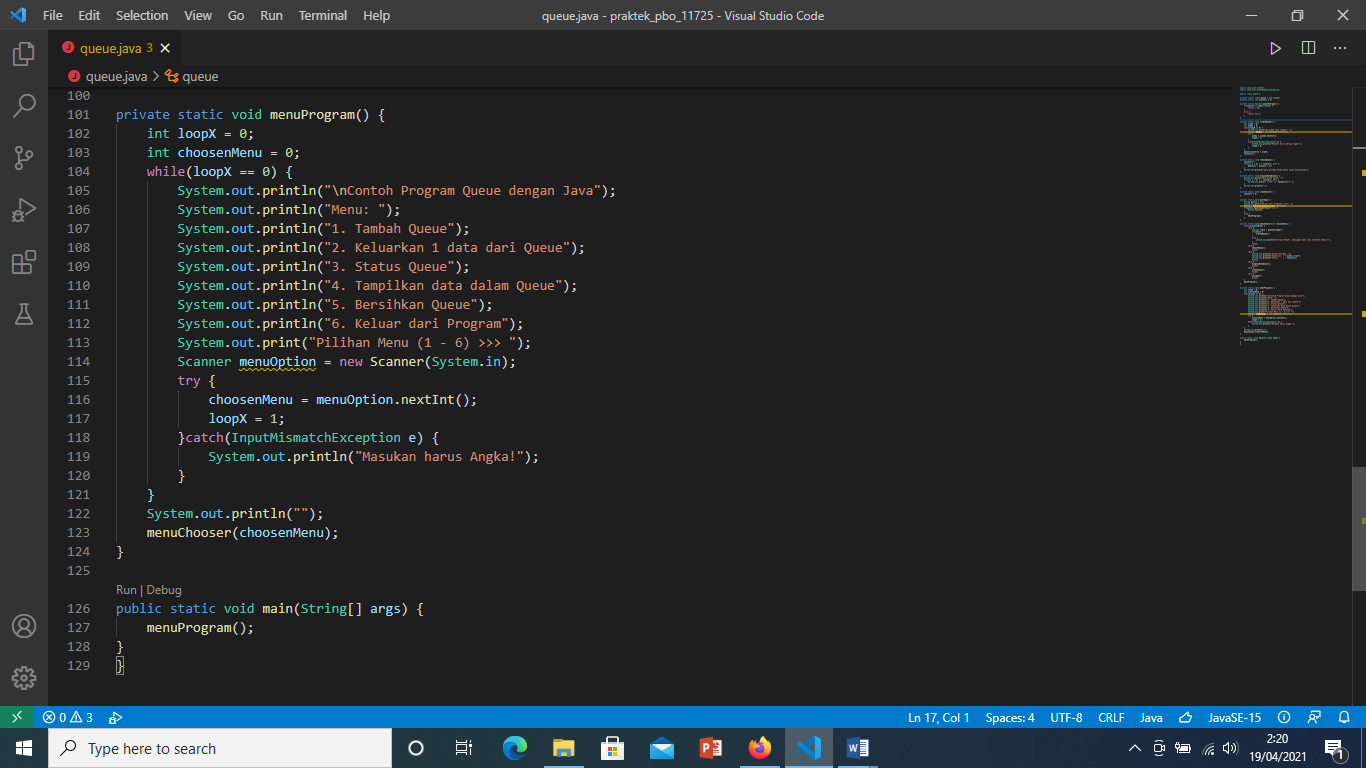 File Edit Selection View Go Run Terminal Help
queue.java - praktek_pbo_11725 - Visual Studio Code
queue.java 3
queue.java > queue
100
101 private static void menuProgram() {
102 int loopX = 0;
103 int choosenMenu = 0;
104 while(loopX == 0) {
105 System.out.println("\nContoh Program Queue dengan Java");
106 System.out.println("Menu: ");
107 System.out.println("1. Tambah Queue");
108 System.out.println("2. Keluarkan 1 data dari Queue");
109 System.out.println("3. Status Queue");
110 System.out.println("4. Tampilkan data dalam Queue");
111 System.out.println("5. Bersihkan Queue");
112 System.out.println("6. Keluar dari Program");
113 System.out.print("Pilihan Menu (1 - 6) >>> ");
114 Scanner menuOption = new Scanner(System.in);
115 try {
116 choosenMenu = menuOption.nextInt();
117 loopX = 1;
118 }catch(InputMismatchException e) {
119 System.out.println("Masukan harus Angka!");
120 }
121 }
122 System.out.println("");
123 menuChooser(choosenMenu);
124 }
125
Run | Debug
126 public static void main(String[] args) {
127 menuProgram();
128 }
129 }
0 3
Ln 17, Col 1 Spaces: 4 UTF-8 CRLF Java JavaSE-15
Type here to search
2:20
19/04/2021
1